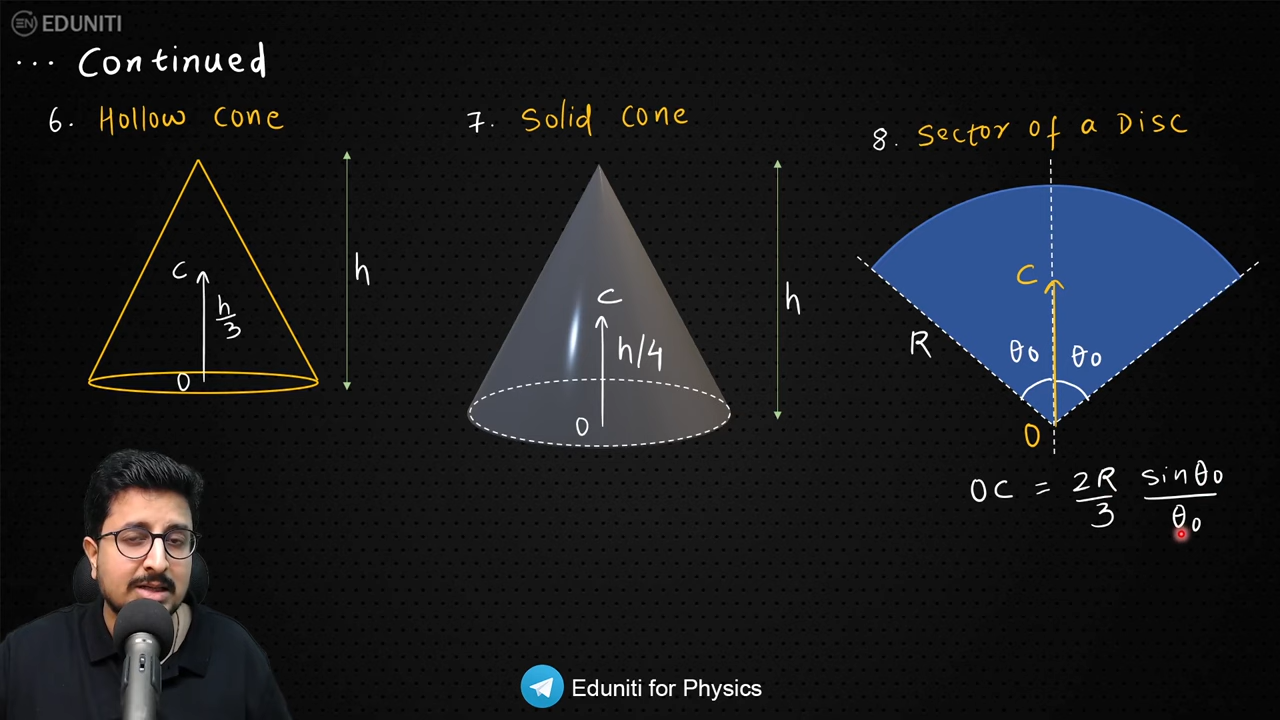 EN EDUNITI
... Continued
6. Hollow cone
7. Solid cone
8. Sector of a Disc
C
h/3
h
O
C
h/4
h
O
C
R
θ0 θ0
O
OC = 2R/3 sinθ0/θ0
Eduniti for Physics